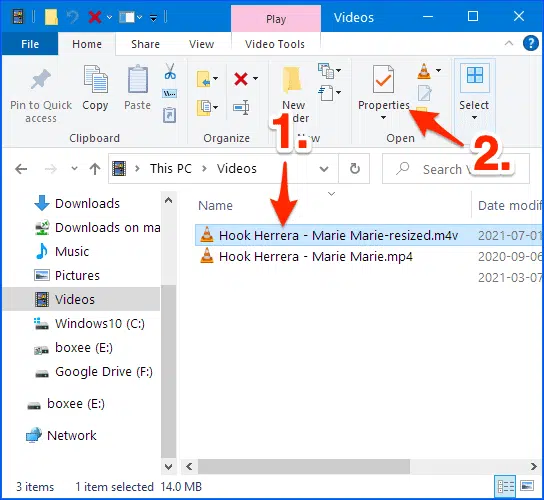 Play
Videos
File
Home
Share
View
Video Tools
Pin to Quick
access
Copy
Paste
New
Properties
Select
Clipboard
Organize
Open
1.
2.
This PC
Videos
Search
Name
Date modif
Downloads
Downloads on ma
Music
Pictures
Videos
Windows10 (C:)
boxee (E:)
Google Drive (F:)
boxee (E:)
Network
Hook Herrera - Marie Marie-resized.m4v
2021-07-01
Hook Herrera - Marie Marie.mp4
2020-09-06
2021-03-07
3 items
1 item selected
14.0 MB